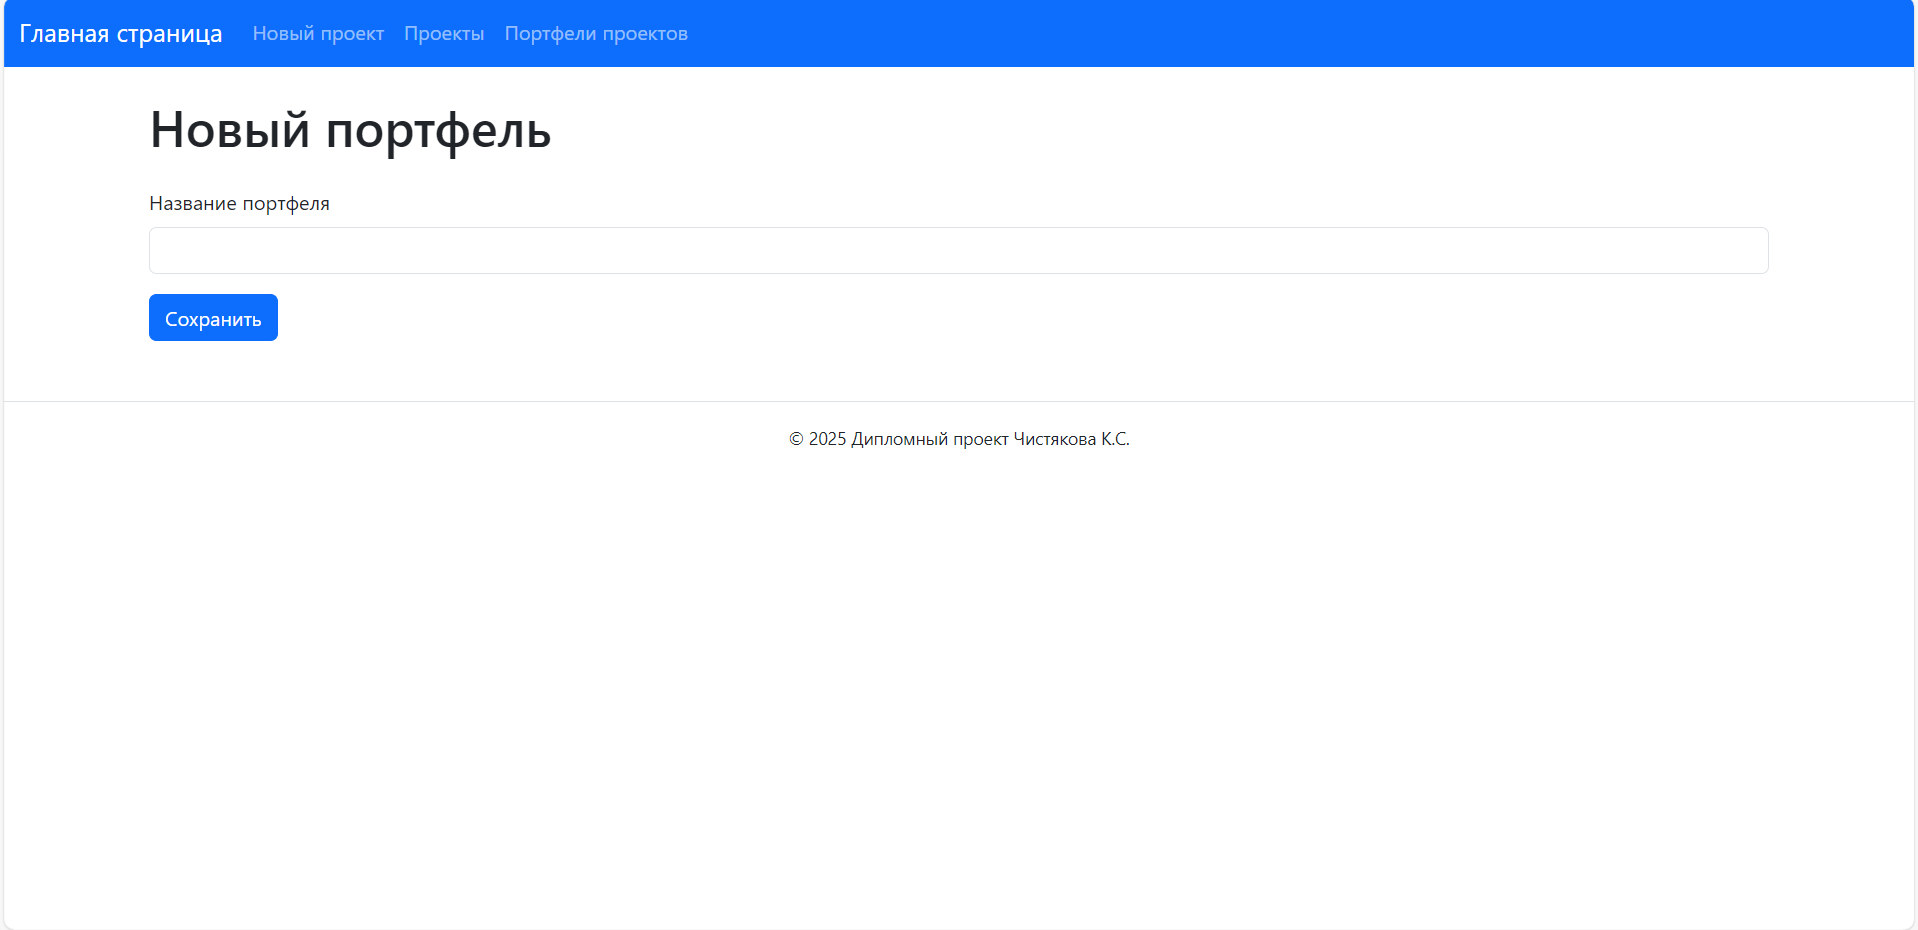 Главная страница Новый проект Проекты Портфели проектов
Новый портфель
Название портфеля
Сохранить
© 2025 Дипломный проект Чистякова К.С.